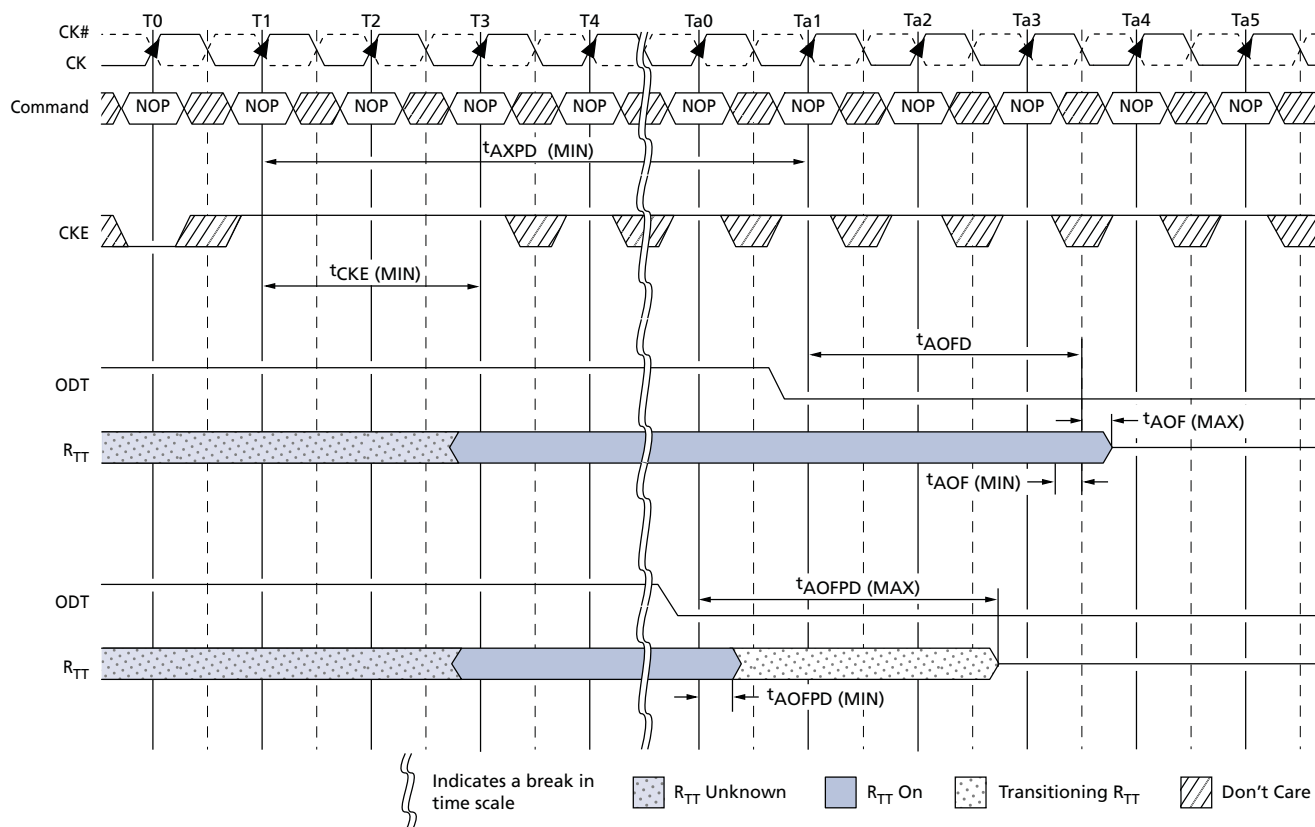 T0 T1 T2 T3 T4 Ta0 Ta1 Ta2 Ta3 Ta4 Ta5
CK#
CK
Command NOP NOP NOP NOP NOP NOP NOP NOP NOP NOP NOP
tAXPD (MIN)
CKE
tCKE (MIN)
tAOFD
ODT
tAOF (MAX)
RTT
tAOF (MIN)
tAOFPD (MAX)
ODT
RTT
tAOFPD (MIN)
Indicates a break in
time scale
RTT Unknown
RTT On
Transitioning RTT
Don't Care